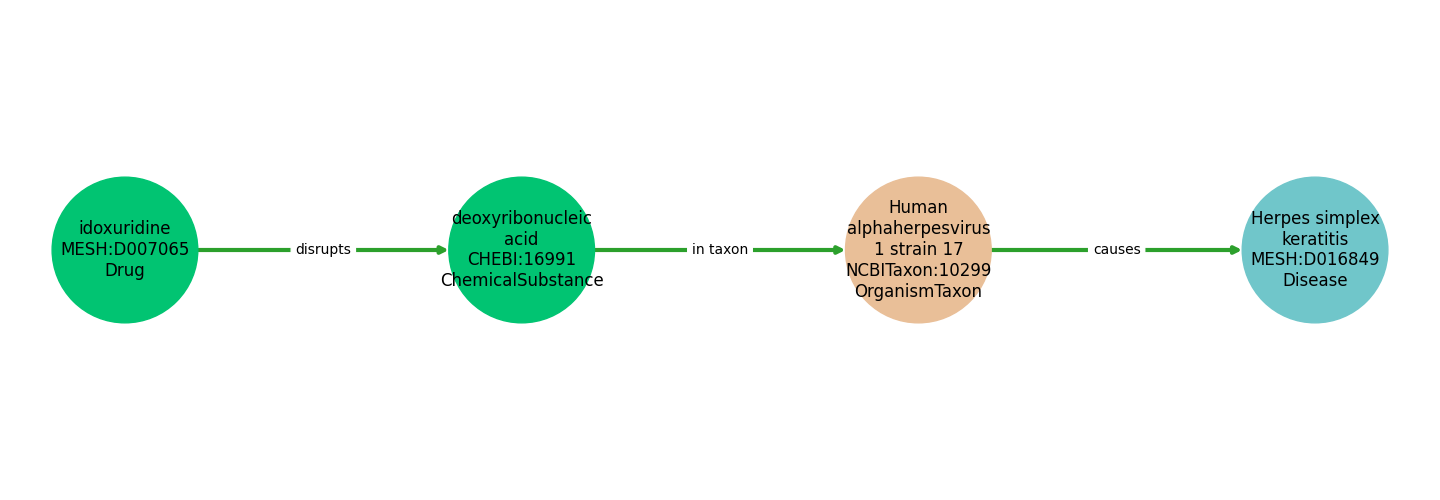 idoxuridine
MESH:D007065
Drug
disrupts
deoxyribonucleic
acid
CHEBI:16991
ChemicalSubstance
in taxon
Human
alphaherpesvirus
1 strain 17
NCBITaxon:10299
OrganismTaxon
causes
Herpes simplex
keratitis
MESH:D016849
Disease